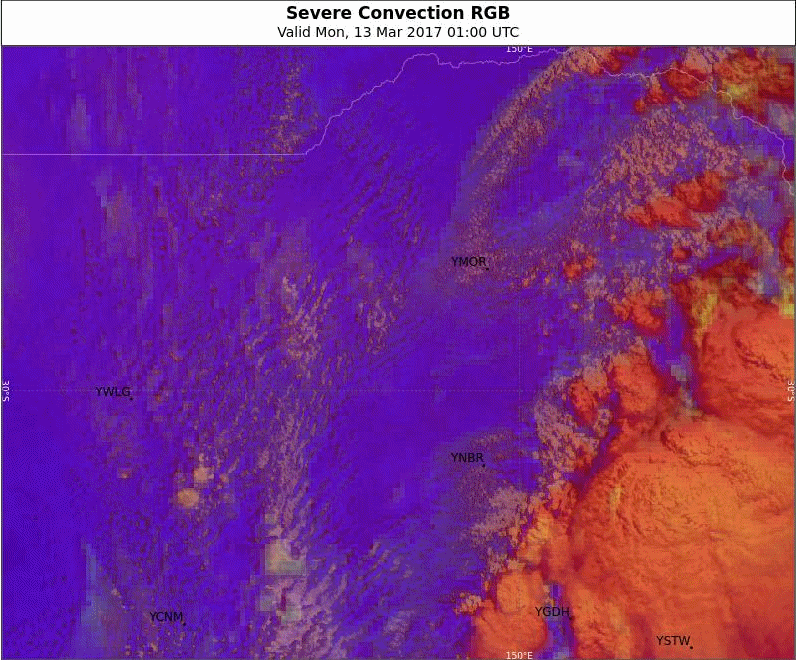 Severe Convection RGB
Valid Mon, 13 Mar 2017 01:00 UTC
150°E
YMOR
30°S
30°S
YWLG
YNBR
YCNM
YGDH
YSTW
150°E